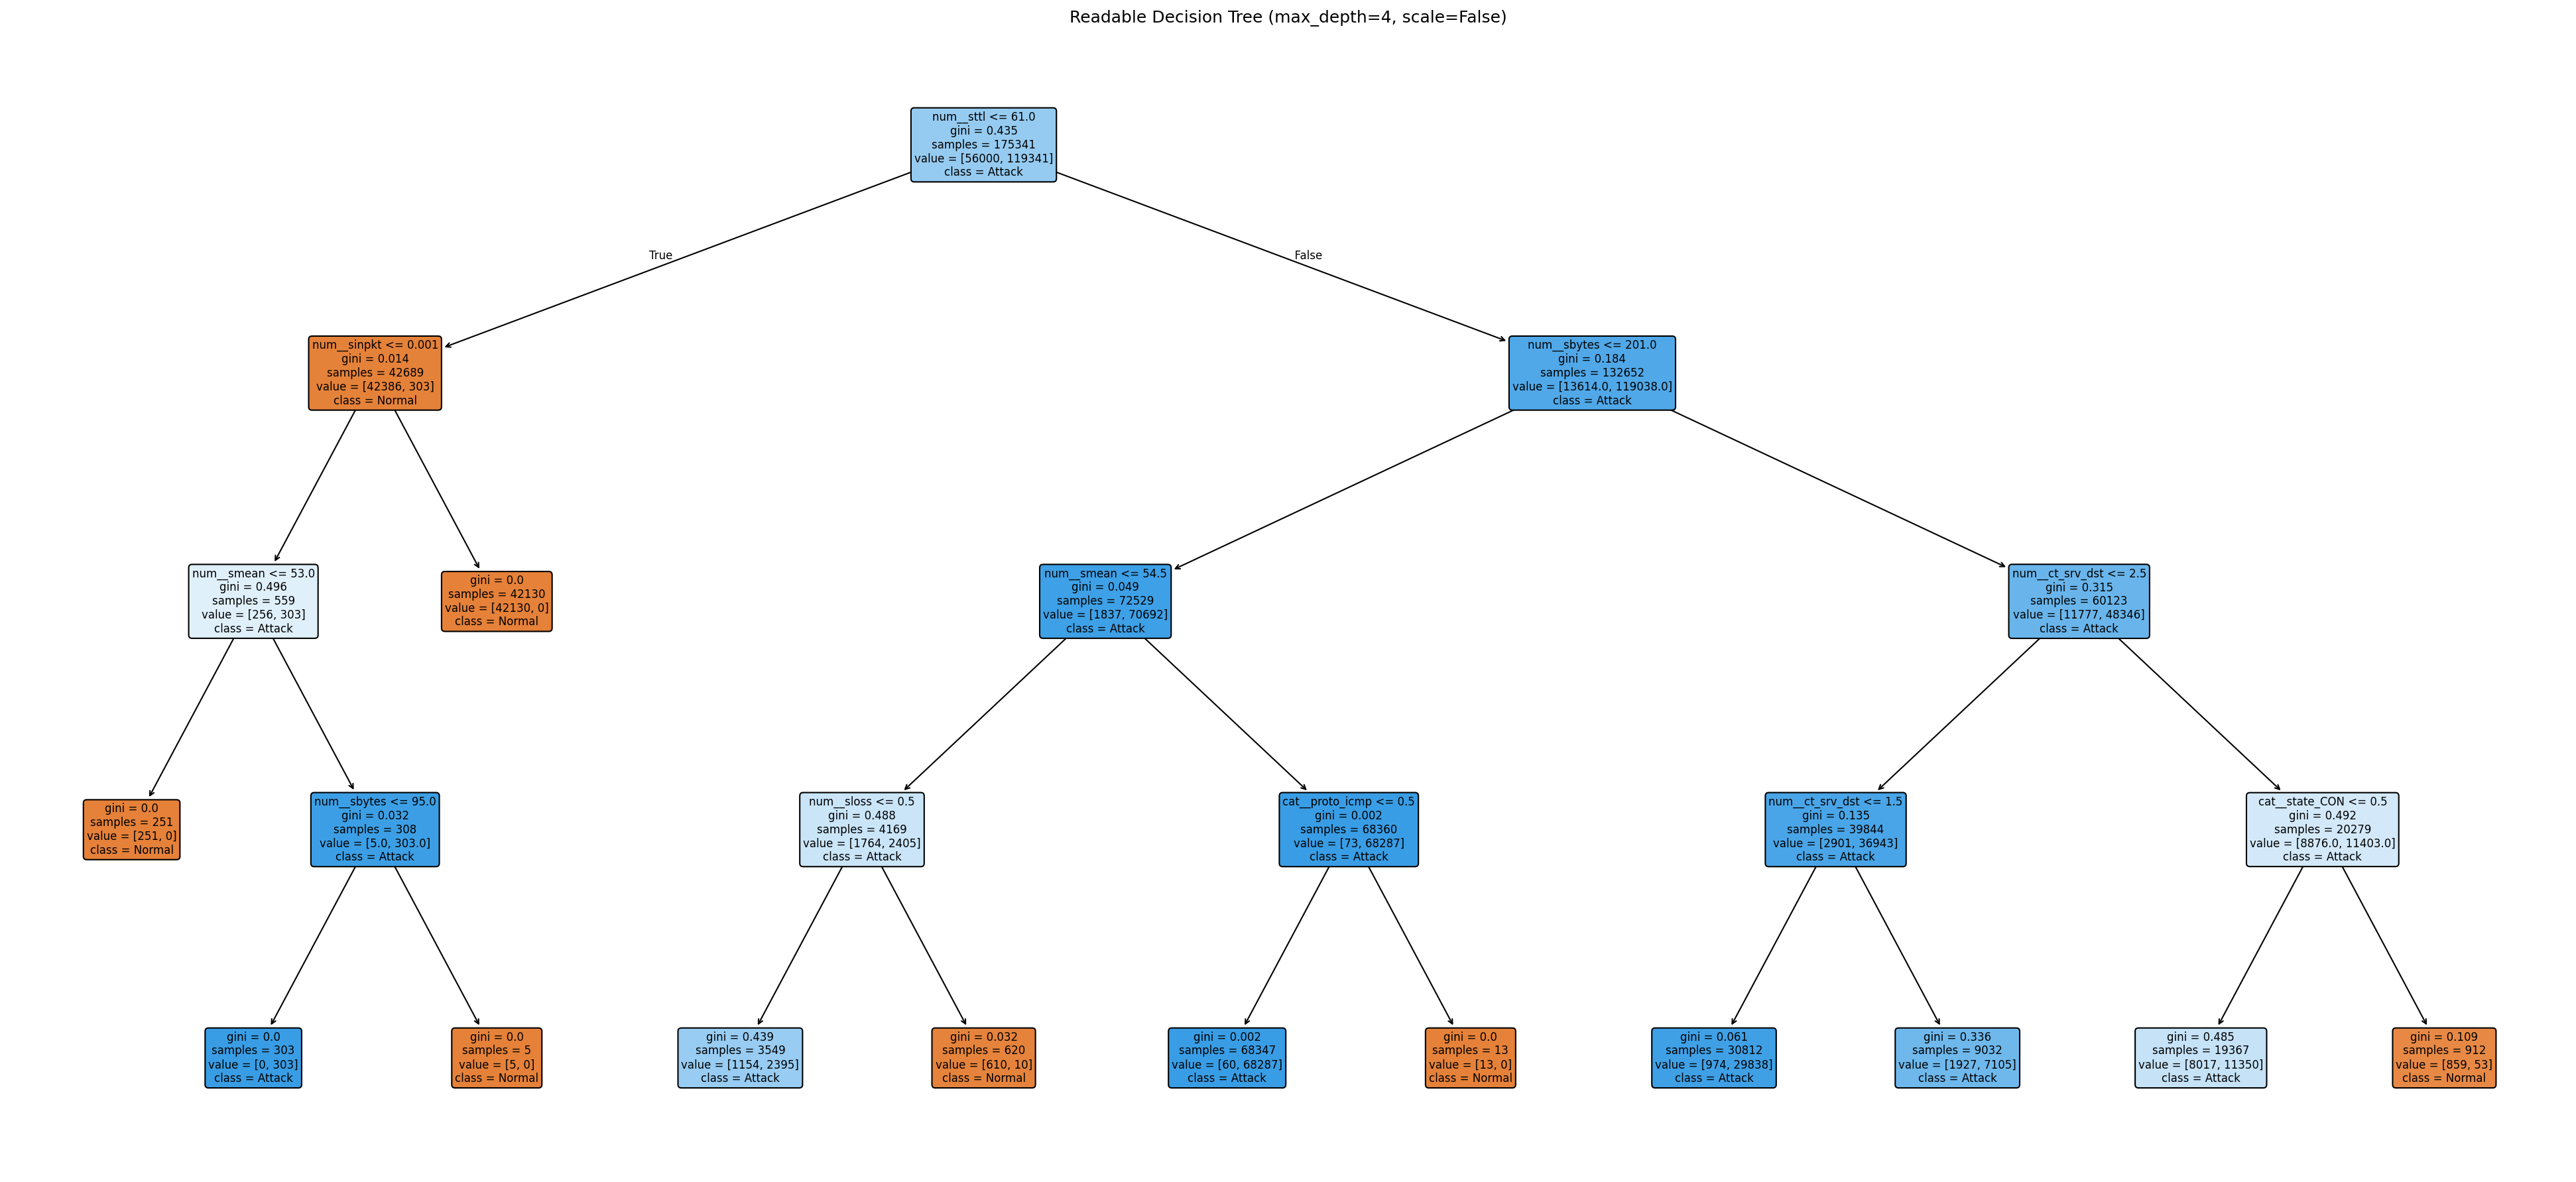 Readable Decision Tree (max_depth=4, scale=False)
num__sttl <= 61.0
gini = 0.435
samples = 175341
value = [56000, 119341]
class = Attack
True
False
num__sinpkt <= 0.001
gini = 0.014
samples = 42689
value = [42386, 303]
class = Normal
num__sbytes <= 201.0
gini = 0.184
samples = 132652
value = [13614.0, 119038.0]
class = Attack
num__smean <= 53.0
gini = 0.496
samples = 559
value = [256, 303]
class = Attack
gini = 0.0
samples = 42130
value = [42130, 0]
class = Normal
num__smean <= 54.5
gini = 0.049
samples = 72529
value = [1837, 70692]
class = Attack
num__ct_srv_dst <= 2.5
gini = 0.315
samples = 60123
value = [11777, 48346]
class = Attack
gini = 0.0
samples = 251
value = [251, 0]
class = Normal
num__sbytes <= 95.0
gini = 0.032
samples = 308
value = [5.0, 303.0]
class = Attack
num__sloss <= 0.5
gini = 0.488
samples = 4169
value = [1764, 2405]
class = Attack
cat__proto_icmp <= 0.5
gini = 0.002
samples = 68360
value = [73, 68287]
class = Attack
num__ct_srv_dst <= 1.5
gini = 0.135
samples = 39844
value = [2901, 36943]
class = Attack
cat__state_CON <= 0.5
gini = 0.492
samples = 20279
value = [8876.0, 11403.0]
class = Attack
gini = 0.0
samples = 303
value = [0, 303]
class = Attack
gini = 0.0
samples = 5
value = [5, 0]
class = Normal
gini = 0.439
samples = 3549
value = [1154, 2395]
class = Attack
gini = 0.032
samples = 620
value = [610, 10]
class = Normal
gini = 0.002
samples = 68347
value = [60, 68287]
class = Attack
gini = 0.0
samples = 13
value = [13, 0]
class = Normal
gini = 0.061
samples = 30812
value = [974, 29838]
class = Attack
gini = 0.336
samples = 9032
value = [1927, 7105]
class = Attack
gini = 0.485
samples = 19367
value = [8017, 11350]
class = Attack
gini = 0.109
samples = 912
value = [859, 53]
class = Normal